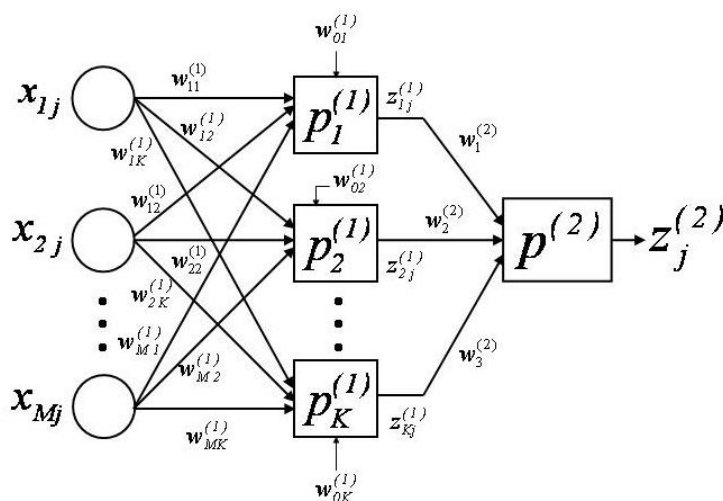 w_{01}^{(1)}
x_{1j}
w_{11}^{(1)}
p_1^{(1)}
z_{1j}^{(1)}
w_{12}^{(1)}
w_{1K}^{(1)}
w_1^{(2)}
w_{02}^{(1)}
w_{12}^{(1)}
x_{2j}
w_{22}^{(1)}
p_2^{(1)}
w_2^{(2)}
z_{2j}^{(1)}
p^{(2)}
z_j^{(2)}
w_{2K}^{(1)}
w_{M1}^{(1)}
w_{M2}^{(1)}
w_3^{(2)}
x_{Mj}
w_{MK}^{(1)}
p_K^{(1)}
z_{Kj}^{(1)}
w_{0K}^{(1)}